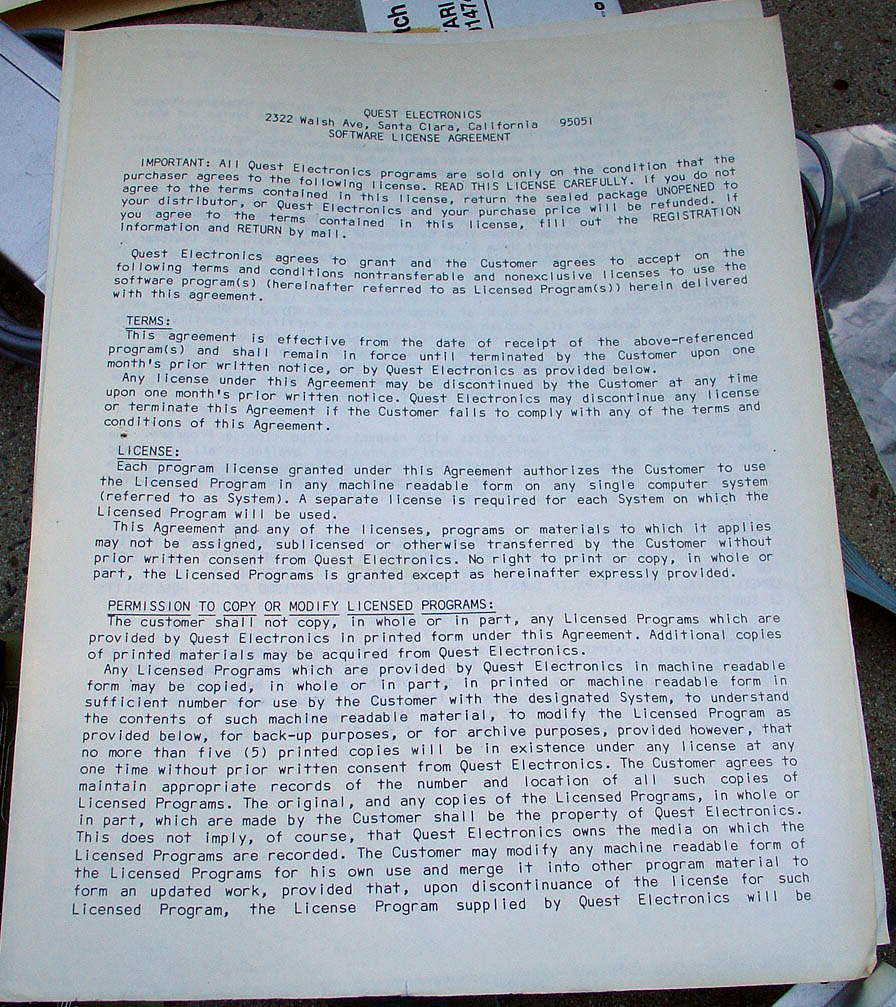 tch
ARI
0147
QUEST ELECTRONICS
2322 Walsh Ave, Santa Clara, California 95051
SOFTWARE LICENSE AGREEMENT
IMPORTANT: All Quest Electronics programs are sold only on the condition that the
purchaser agrees to the following license. READ THIS LICENSE CAREFULLY. If you do not
agree to the terms contained in this license, return the sealed package UNOPENED to
your distributor, or Quest Electronics and your purchase price will be refunded. If
you agree to the terms contained in this license, fill out the REGISTRATION
information and RETURN by mail.
Quest Electronics agrees to grant and the Customer agrees to accept on the
following terms and conditions nontransferable and nonexclusive licenses to use the
software program(s) (hereinafter referred to as Licensed Program(s)) herein delivered
with this agreement.
TERMS:
This agreement is effective from the date of receipt of the above-referenced
program(s) and shall remain in force until terminated by the Customer upon one
month's prior written notice, or by Quest Electronics as provided below.
Any license under this Agreement may be discontinued by the Customer at any time
upon one month's prior written notice. Quest Electronics may discontinue any license
or terminate this Agreement if the Customer fails to comply with any of the terms and
conditions of this Agreement.
LICENSE:
Each program license granted under this Agreement authorizes the Customer to use
the Licensed Program in any machine readable form on any single computer system
(referred to as System). A separate license is required for each System on which the
Licensed Program will be used.
This Agreement and any of the licenses, programs or materials to which it applies
may not be assigned, sublicensed or otherwise transferred by the Customer without
prior written consent from Quest Electronics. No right to print or copy, in whole or
part, the Licensed Programs is granted except as hereinafter expressly provided.
PERMISSION TO COPY OR MODIFY LICENSED PROGRAMS:
The customer shall not copy, in whole or in part, any Licensed Programs which are
provided by Quest Electronics in printed form under this Agreement. Additional copies
of printed materials may be acquired from Quest Electronics.
Any Licensed Programs which are provided by Quest Electronics in machine readable
form may be copied, in whole or in part, in printed or machine readable form in
sufficient number for use by the Customer with the designated System, to understand
the contents of such machine readable material, to modify the Licensed Program as
provided below, for back-up purposes, or for archive purposes, provided however, that
no more than five (5) printed copies will be in existence under any license at any
one time without prior written consent from Quest Electronics. The Customer agrees to
maintain appropriate records of the number and location of all such copies of
Licensed Programs. The original, and any copies of the Licensed Programs, in whole or
in part, which are made by the Customer shall be the property of Quest Electronics.
This does not imply, of course, that Quest Electronics owns the media on which the
Licensed Programs are recorded. The Customer may modify any machine readable form of
the Licensed Programs for his own use and merge it into other program material to
form an updated work, provided that, upon discontinuance of the license for such
Licensed Program, the License Program supplied by Quest Electronics will be